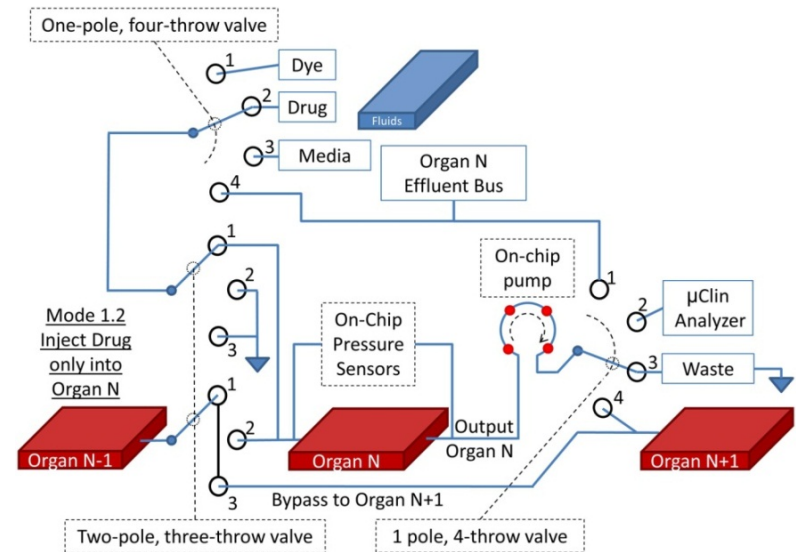 One-pole, four-throw valve
1
Dye
2
Drug
Fluids
3
Media
4
Organ N
Effluent Bus
1
On-chip
pump
1
2
2
µClin
Analyzer
Mode 1.2
Inject Drug
only into
Organ N
On-Chip
Pressure
Sensors
3
3
Waste
1
4
2
Output
Organ N
Organ N-1
Organ N
Organ N+1
3
Bypass to Organ N+1
Two-pole, three-throw valve
1 pole, 4-throw valve